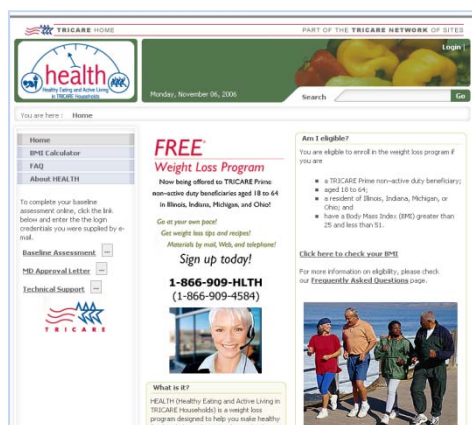 TRICARE HOME
PART OF THE TRICARE NETWORK OF SITES
health
Healthy Eating and Active Living
in TRICARE Households
Monday, November 06, 2006
Login |
Search
Go
You are here : Home
Home
BMI Calculator
FAQ
About HEALTH
To complete your baseline
assessment online, click the link
below and enter the the login
credentials you were supplied by e-
mail.
Baseline Assessment ...
MD Approval Letter ...
Technical Support ...
TRICARE
FREE*
Weight Loss Program
Now being offered to TRICARE Prime
non-active duty beneficiaries aged 18 to 64
in Illinois, Indiana, Michigan, and Ohio!
Go at your own pace!
Get weight loss tips and recipes!
Materials by mail, Web, and telephone!
Sign up today!
1-866-909-HLTH
(1-866-909-4584)
What is it?
HEALTH (Healthy Eating and Active Living in
TRICARE Households) is a weight loss
program designed to help you make healthy
Am I eligible?
You are eligible to enroll in the weight loss program if
you are
a TRICARE Prime non-active duty beneficiary;
aged 18 to 64;
a resident of Illinois, Indiana, Michigan, or
Ohio; and
have a Body Mass Index (BMI) greater than
25 and less than 51.
Click here to check your BMI
For more information on eligibility, please check
our Frequently Asked Questions page.